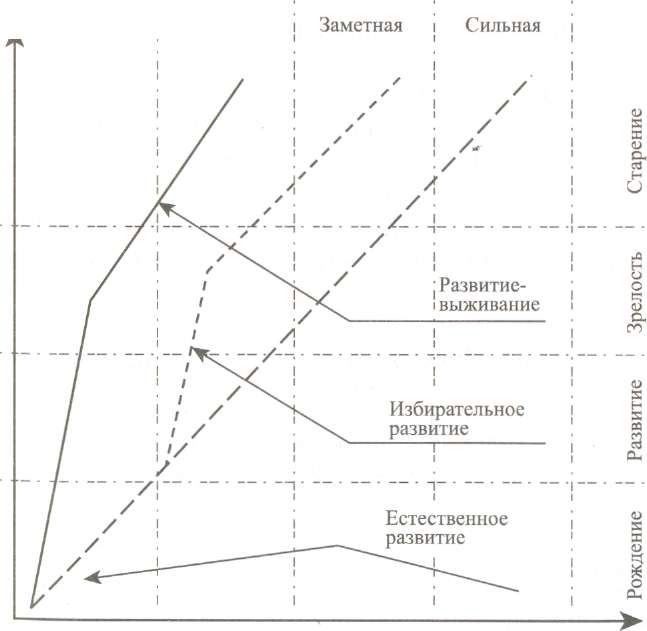 Заметная
Сильная
Старение
Развитие-
выживание
Зрелость
Избирательное
развитие
Развитие
Естественное
развитие
Рождение